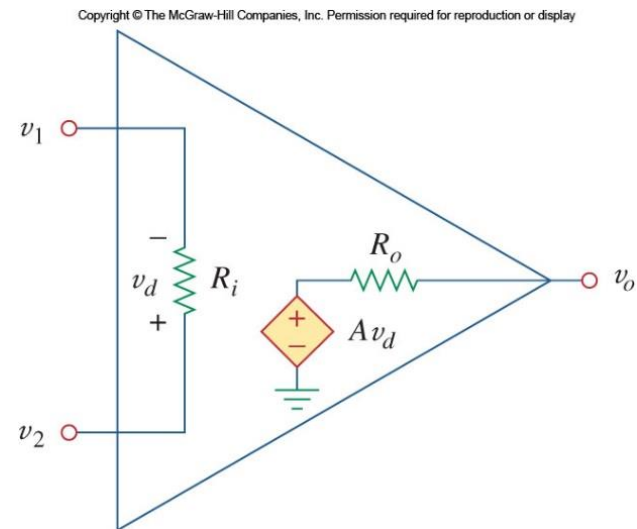 Copyright © The McGraw-Hill Companies, Inc. Permission required for reproduction or display
v1
−
vd
+
Ri
Ro
+
−
Avd
vo
v2